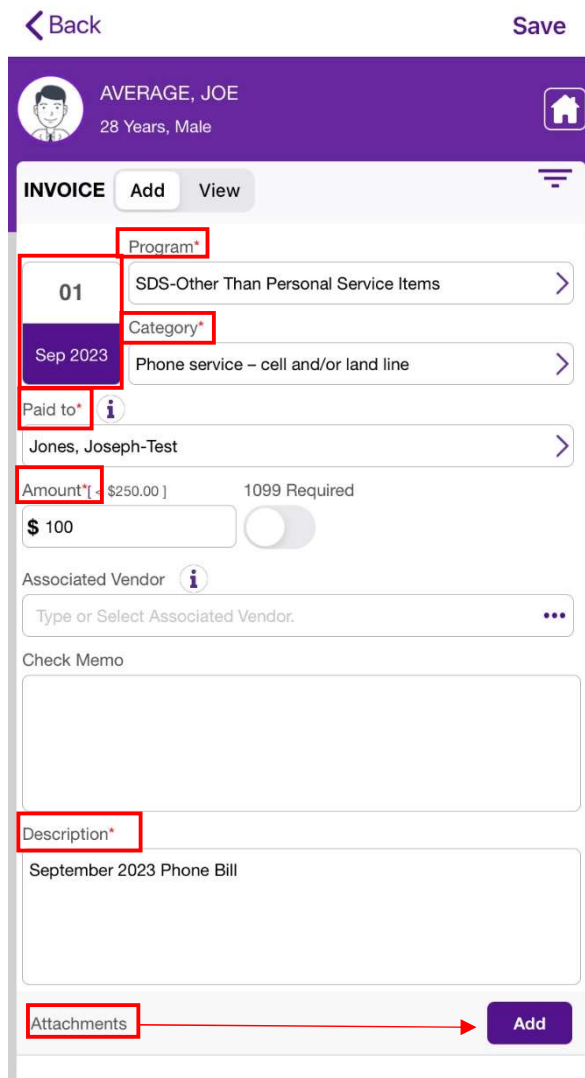 Back
Save
AVERAGE, JOE
28 Years, Male
INVOICE
Add
View
Program*
01
SDS-Other Than Personal Service Items
Category*
Sep 2023
Phone service – cell and/or land line
Paid to*
i
Jones, Joseph-Test
Amount*[ < $250.00 ]
1099 Required
$ 100
Associated Vendor
i
Type or Select Associated Vendor.
Check Memo
Description*
September 2023 Phone Bill
Attachments
Add